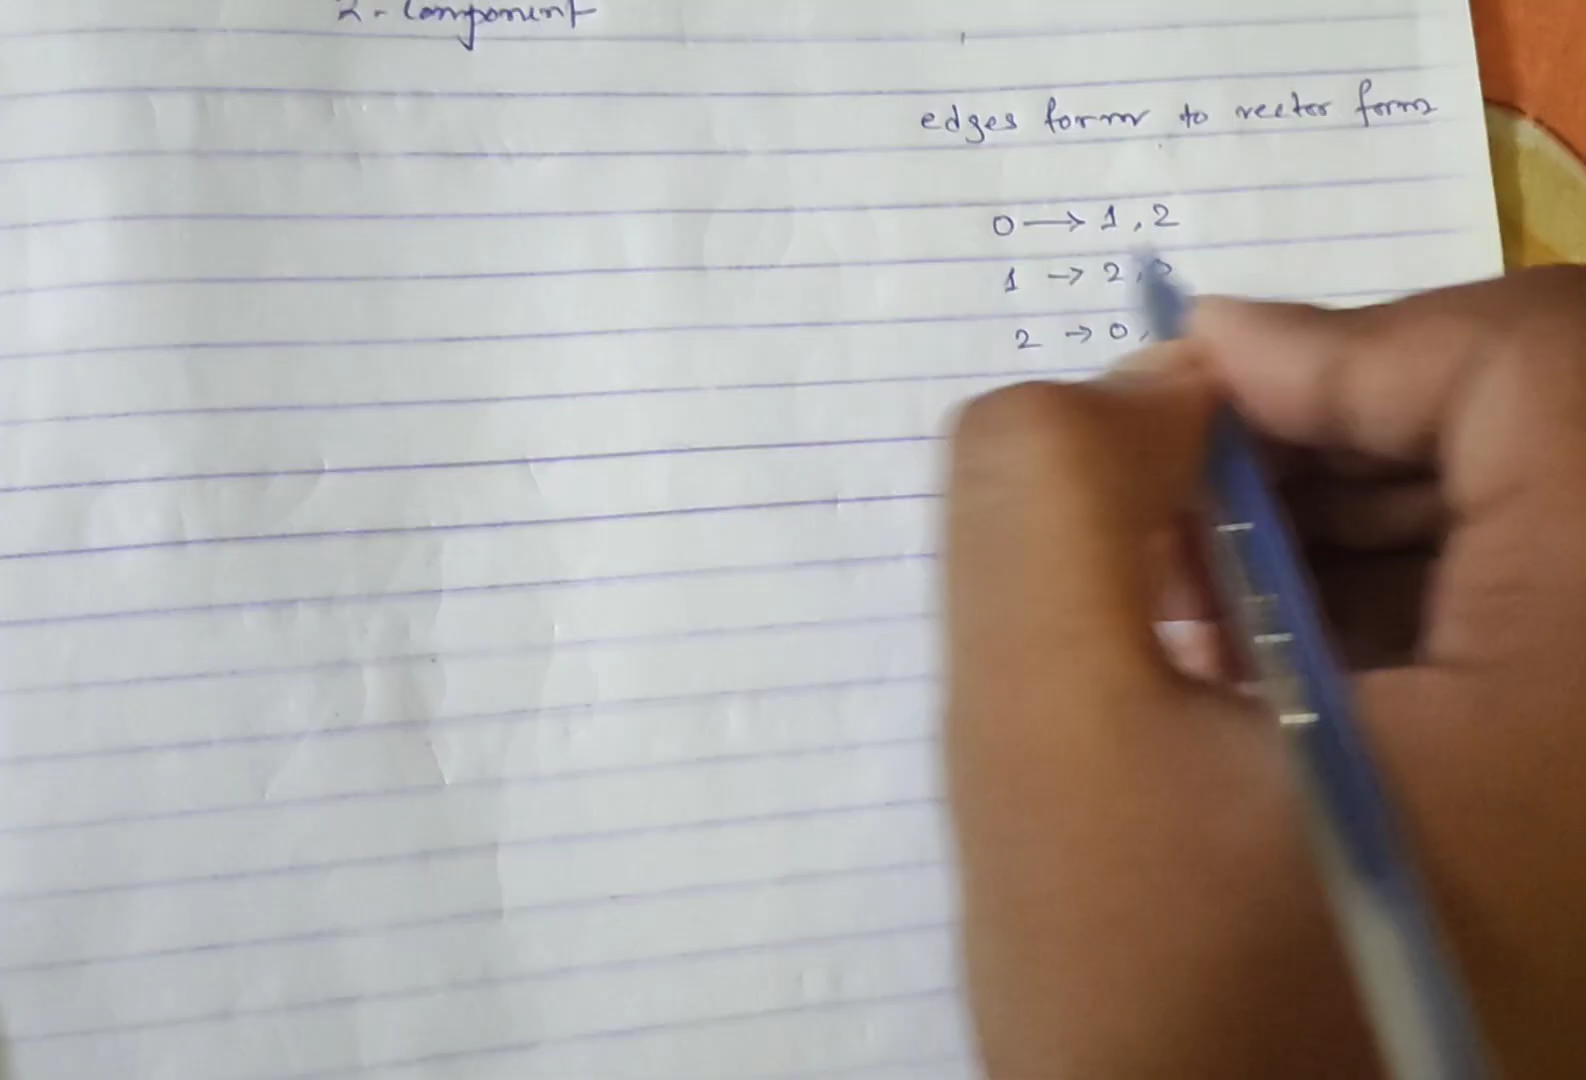 2 - Component
edges form to vector form
0 → 1, 2
1 → 2,
2 → 0,